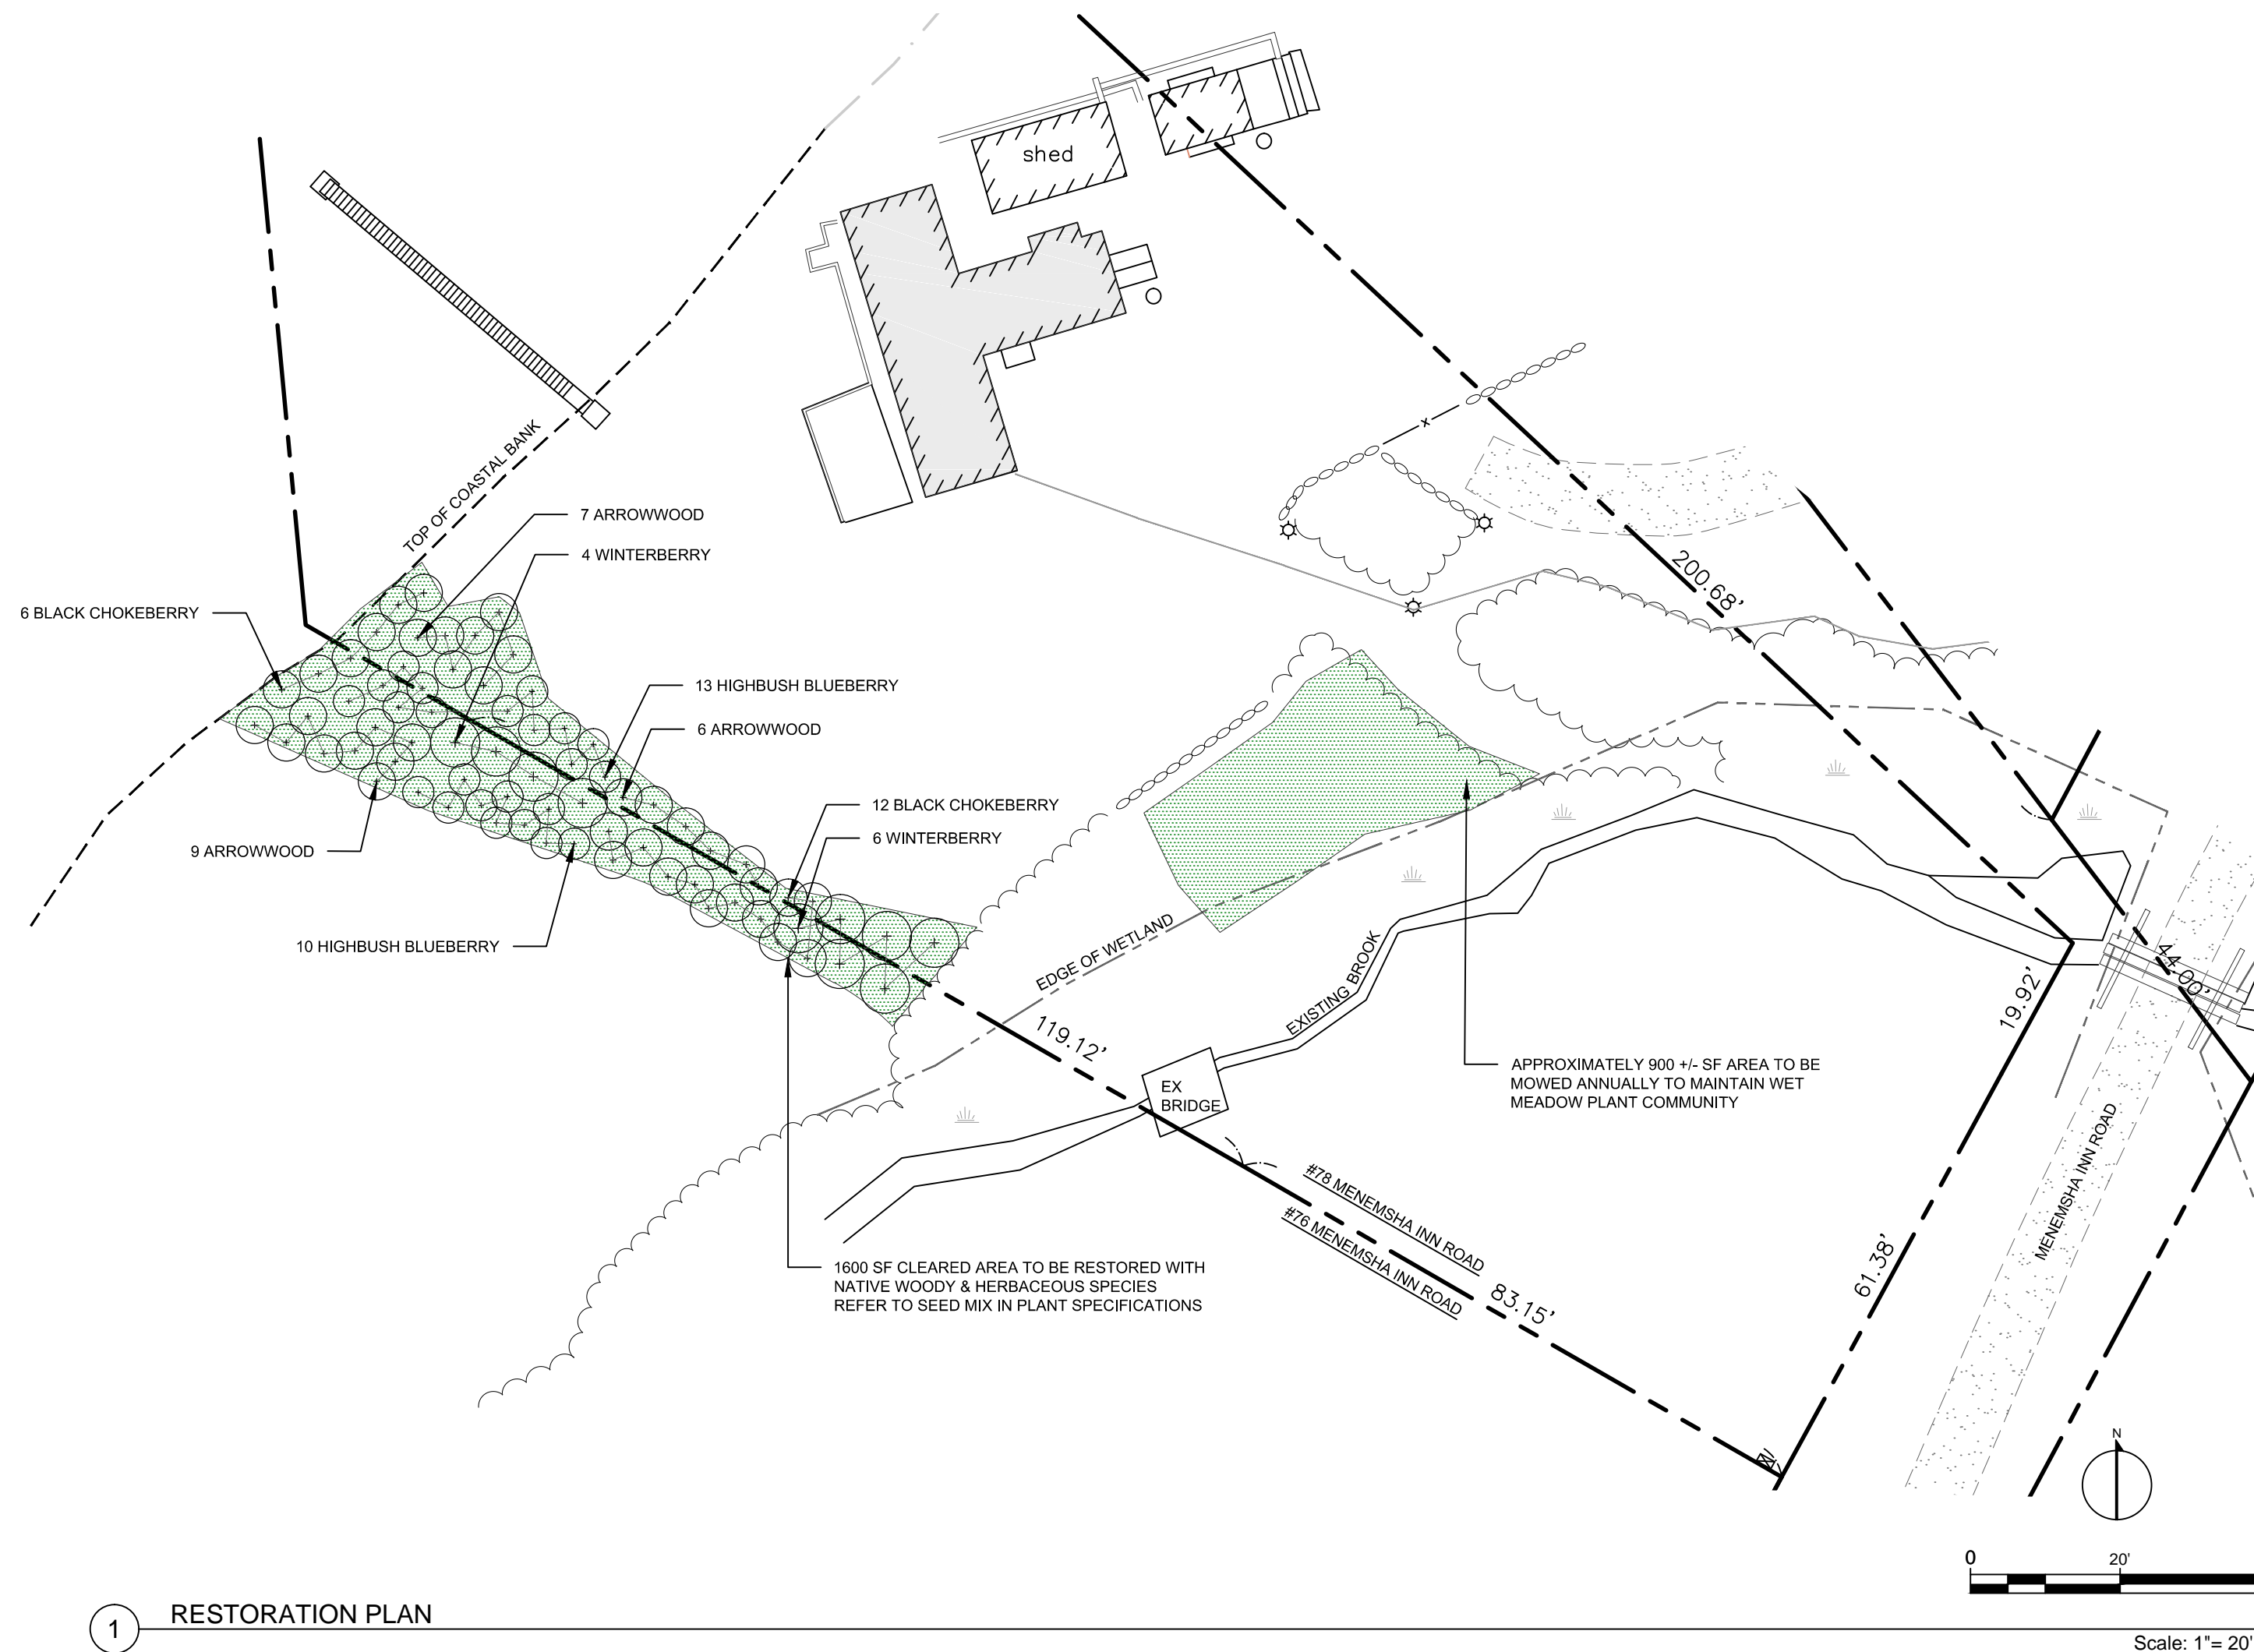 shed
TOP OF COASTAL BANK
7 ARROWWOOD
4 WINTERBERRY
6 BLACK CHOKEBERRY
x
200.68’
13 HIGHBUSH BLUEBERRY
6 ARROWWOOD
12 BLACK CHOKEBERRY
6 WINTERBERRY
9 ARROWWOOD
10 HIGHBUSH BLUEBERRY
EDGE OF WETLAND
EXISTING BROOK
44.00’
19.92’
119.12’
EX
BRIDGE
APPROXIMATELY 900 +/- SF AREA TO BE
MOWED ANNUALLY TO MAINTAIN WET
MEADOW PLANT COMMUNITY
MENEMSHA INN ROAD
#78 MENEMSHA INN ROAD
#76 MENEMSHA INN ROAD
61.38’
83.15’
1600 SF CLEARED AREA TO BE RESTORED WITH
NATIVE WOODY & HERBACEOUS SPECIES
REFER TO SEED MIX IN PLANT SPECIFICATIONS
N
0 20'
1 RESTORATION PLAN
Scale: 1"= 20'